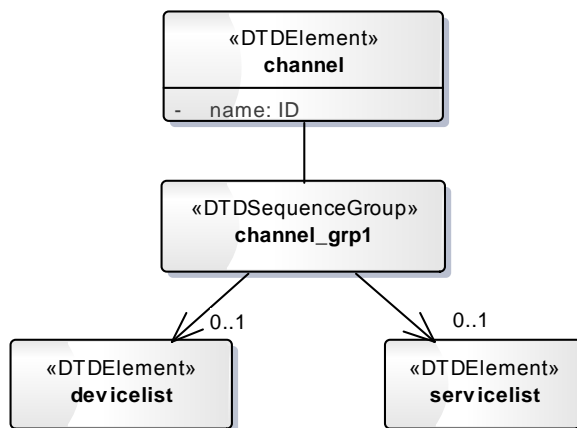 «DTDElement»
channel
- name: ID
«DTDSequenceGroup»
channel_grp1
0..1
0..1
«DTDElement»
devicelist
«DTDElement»
servicelist